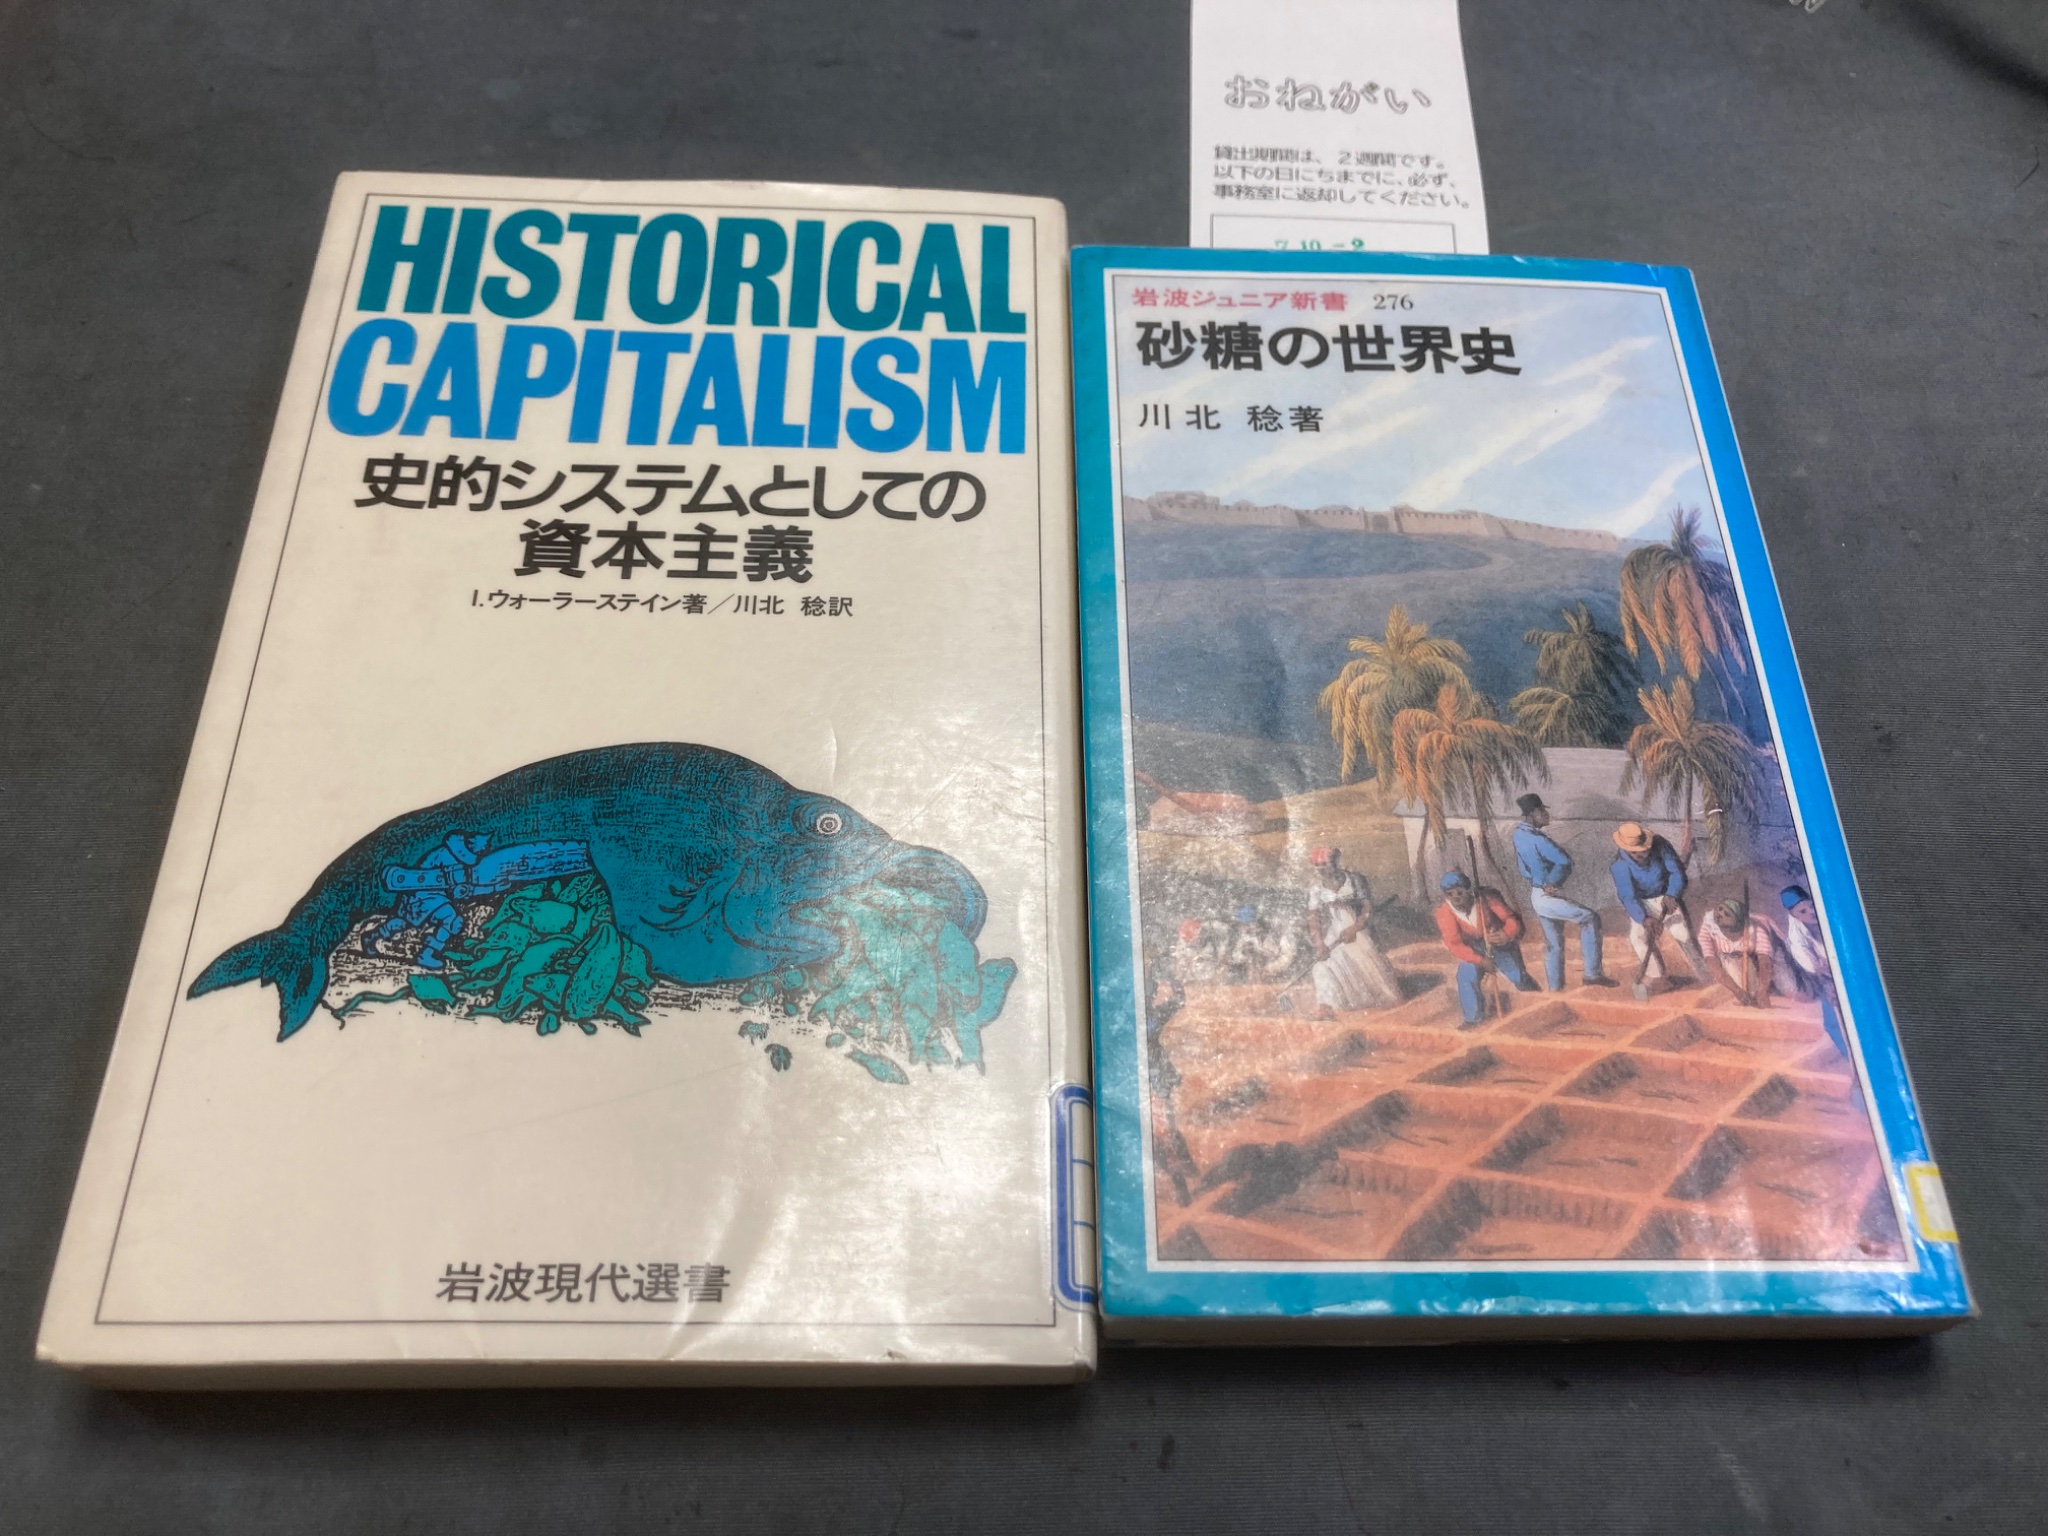 HISTORICAL
CAPITALISM
史的システムとしての
資本主義
I.ウォーラーステイン著／川北 稔訳
岩波現代選書
おねがい
貸出期間は、2週間です。
以下の日にちまでに、必ず、
事務室に返却してください。
7.10.-2
岩波ジュニア新書 276
砂糖の世界史
川北 稔著